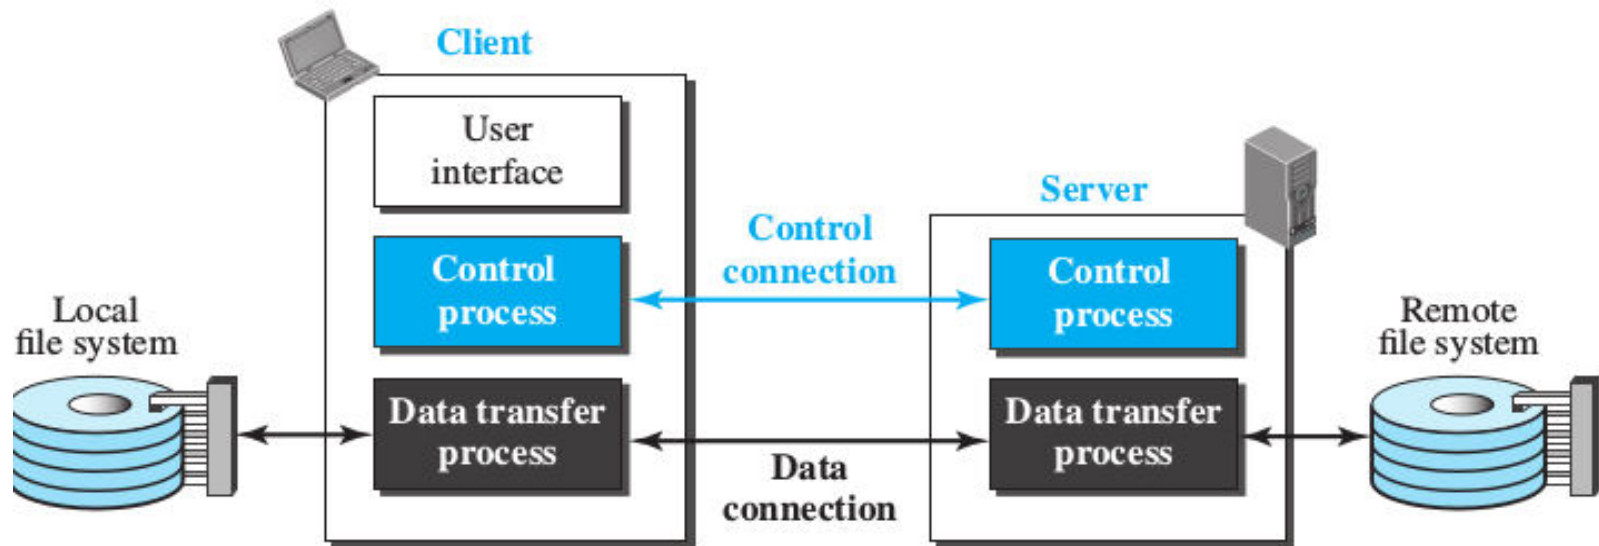 Client
User
interface
Server
Control
connection
Control
process
Control
process
Local
file system
Remote
file system
Data transfer
process
Data transfer
process
Data
connection